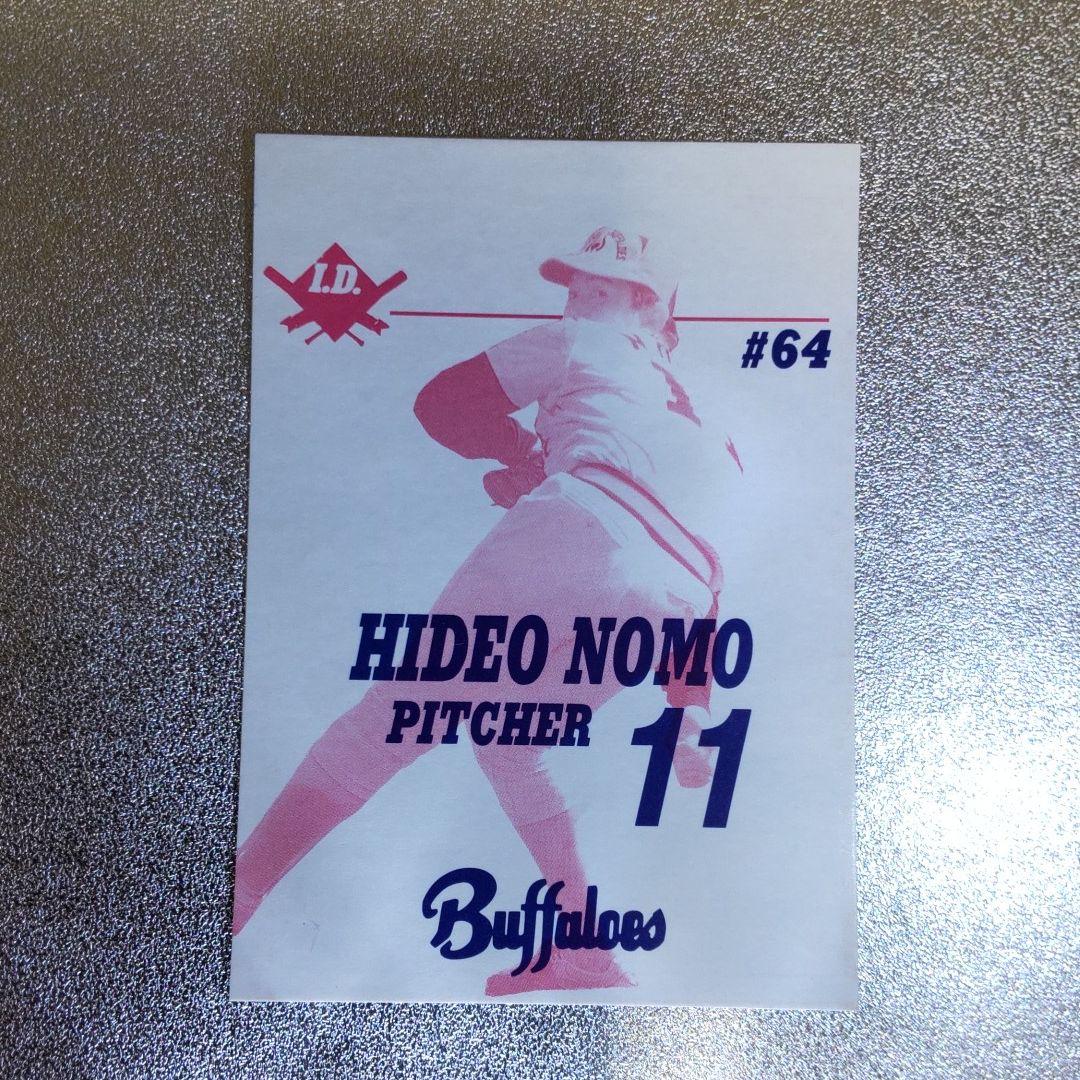 I.D.
#64
HIDEO NOMO
PITCHER
11
Buffaloes